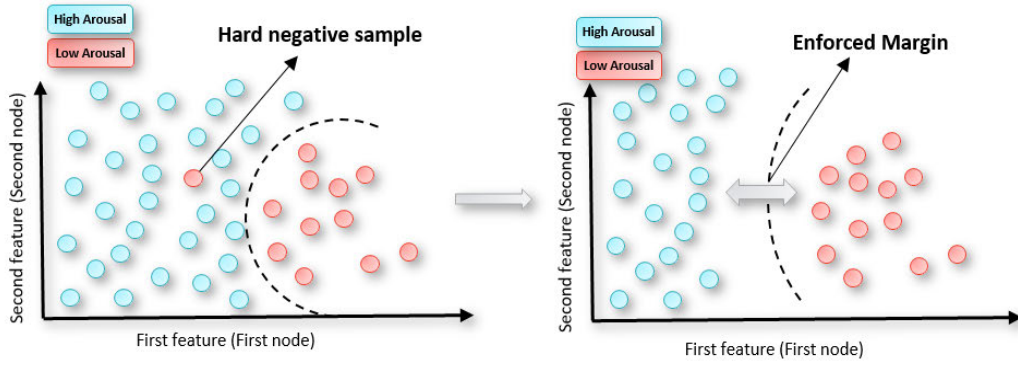 High Arousal
Low Arousal
Hard negative sample
Second feature (Second node)
First feature (First node)
High Arousal
Low Arousal
Enforced Margin
Second feature (Second node)
First feature (First node)